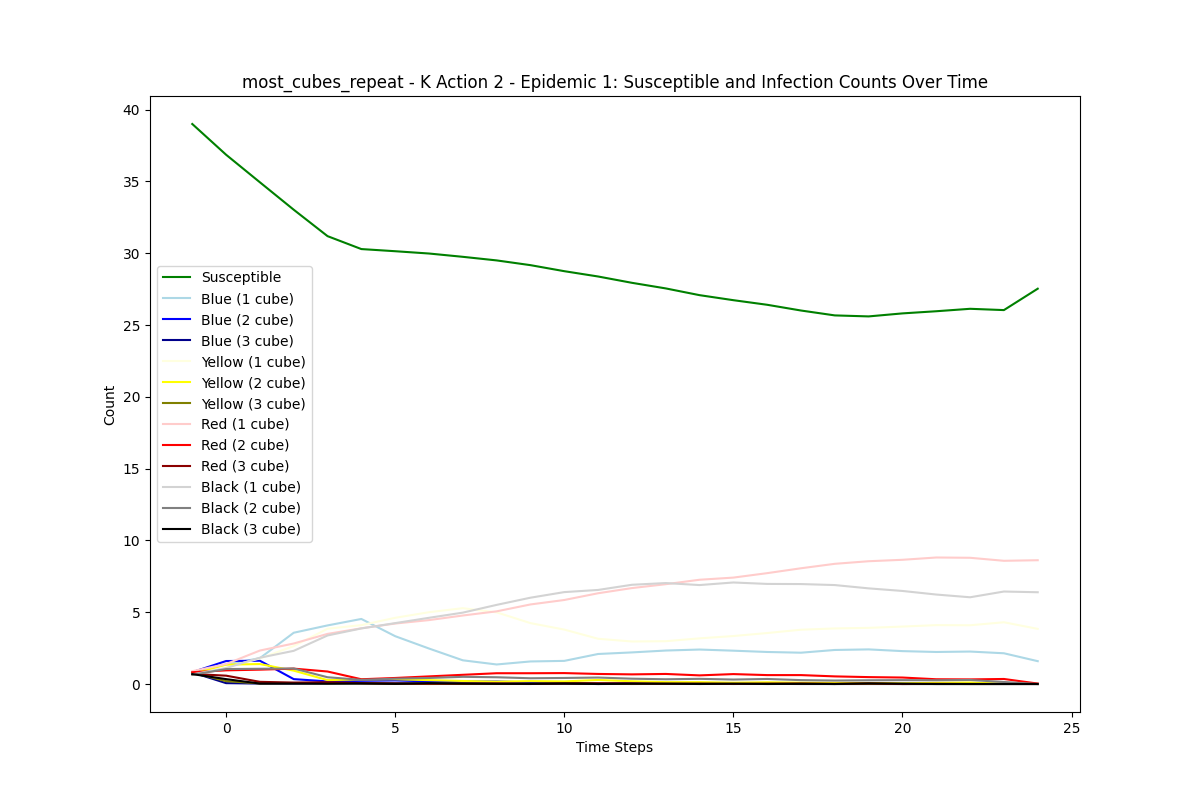 most_cubes_repeat - K Action 2 - Epidemic 1: Susceptible and Infection Counts Over Time
40
35
30
25
20
15
10
5
0
Count
Susceptible
Blue (1 cube)
Blue (2 cube)
Blue (3 cube)
Yellow (1 cube)
Yellow (2 cube)
Yellow (3 cube)
Red (1 cube)
Red (2 cube)
Red (3 cube)
Black (1 cube)
Black (2 cube)
Black (3 cube)
0 5 10 15 20 25
Time Steps